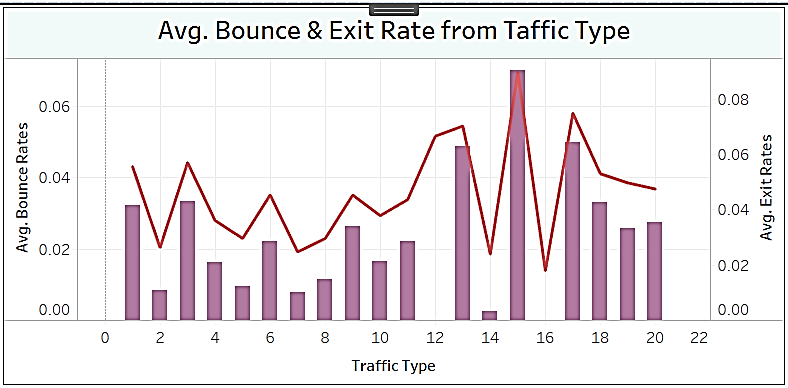 Avg. Bounce & Exit Rate from Taffic Type
Avg. Bounce Rates
0.06
0.04
0.02
0.00
0.08
0.06
0.04
0.02
0.00
Avg. Exit Rates
0 2 4 6 8 10 12 14 16 18 20 22
Traffic Type